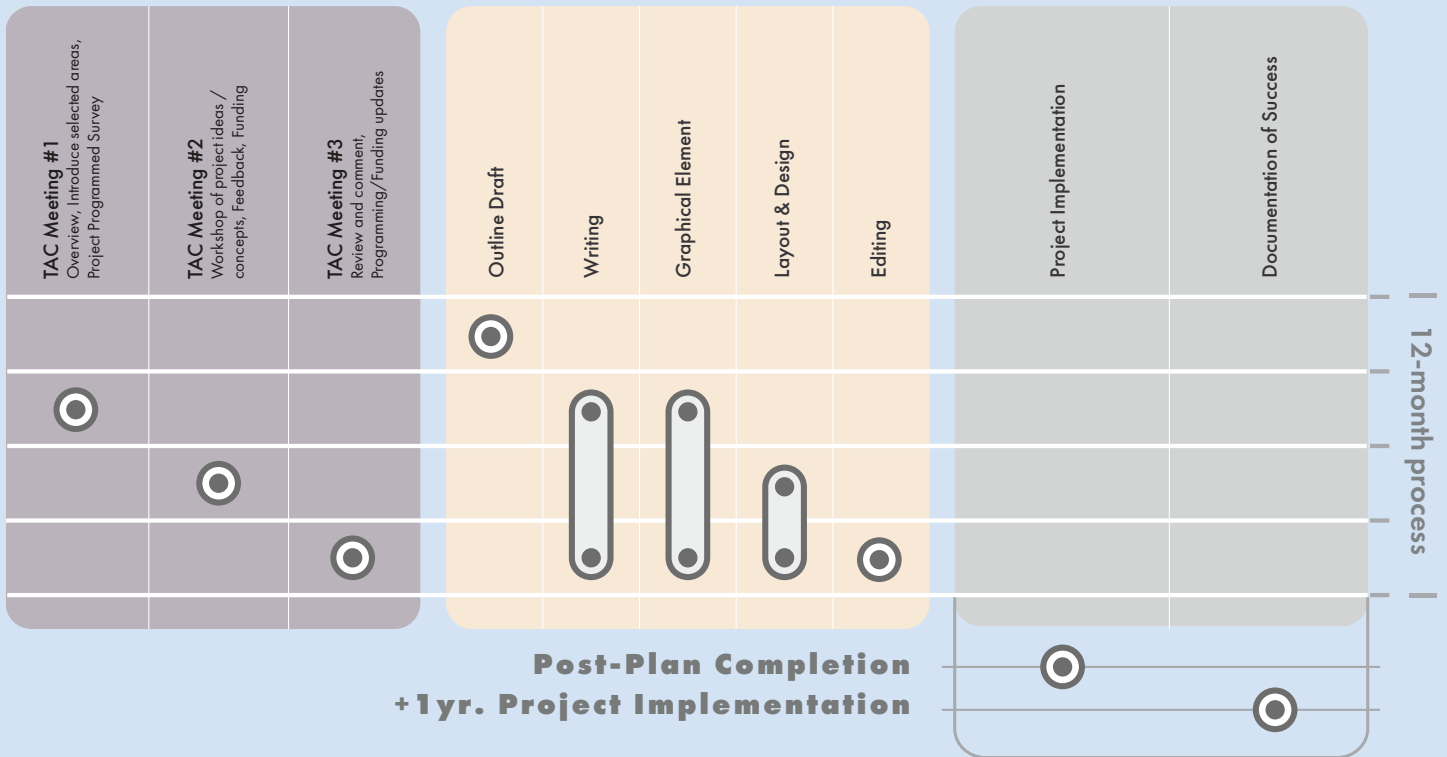 TAC Meeting #1
Overview, Introduce selected areas,
Project Programmed Survey
TAC Meeting #2
Workshop of project ideas /
concepts, Feedback, Funding
TAC Meeting #3
Review and comment,
Programming/Funding updates
Outline Draft
Writing
Graphical Element
Layout & Design
Editing
Project Implementation
Documentation of Success
12-month process
Post-Plan Completion
+1yr. Project Implementation